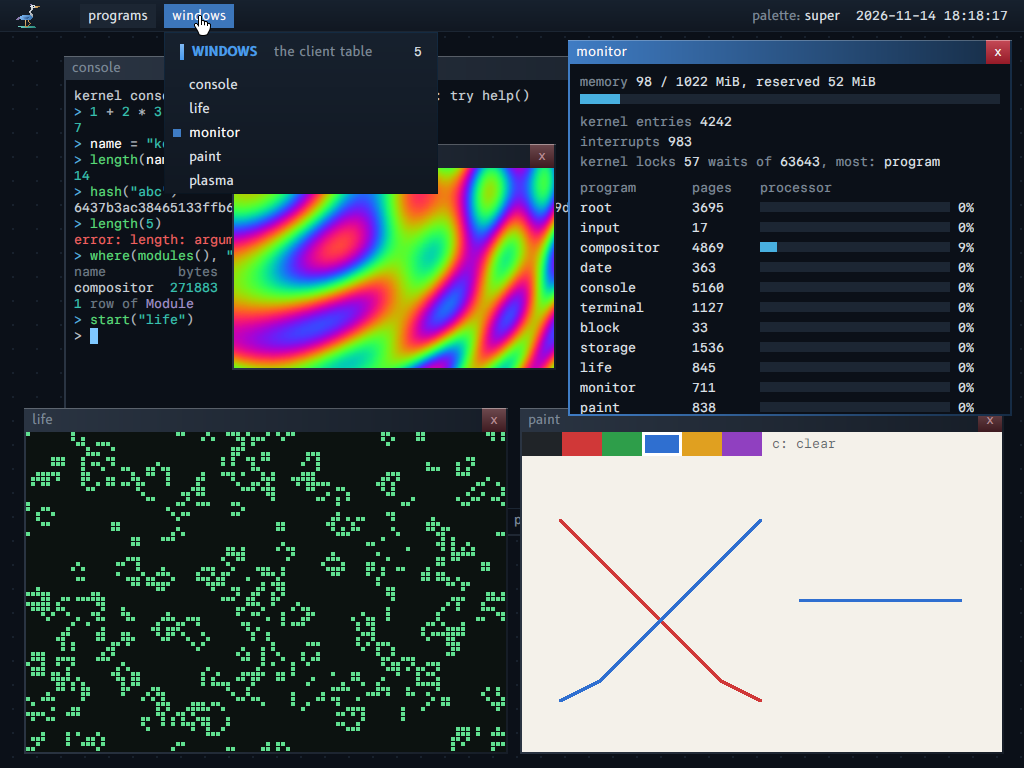 programs windows palette: super 2026-11-14 18:18:17
WINDOWS the client table 5
console
life
monitor
paint
plasma
console
: try help()
> 1 + 2 * 3
7
> name =
> length(
14
> hash("abc"
6437b3ac38465133ffb6
> length(5)
error: length:
> where(modules(),
name bytes
compositor 271883
1 row of Module
> start("life")
>
x
monitor x
memory 98 / 1022 MiB, reserved 52 MiB
kernel entries 4242
interrupts 983
kernel locks 57 waits of 63643, most: program
program pages processor
root 3695 0%
input 17 0%
compositor 4869 9%
date 363 0%
console 5160 0%
terminal 1127 0%
block 33 0%
storage 1536 0%
life 845 0%
monitor 711 0%
paint 838 0%
life x
paint x
c: clear